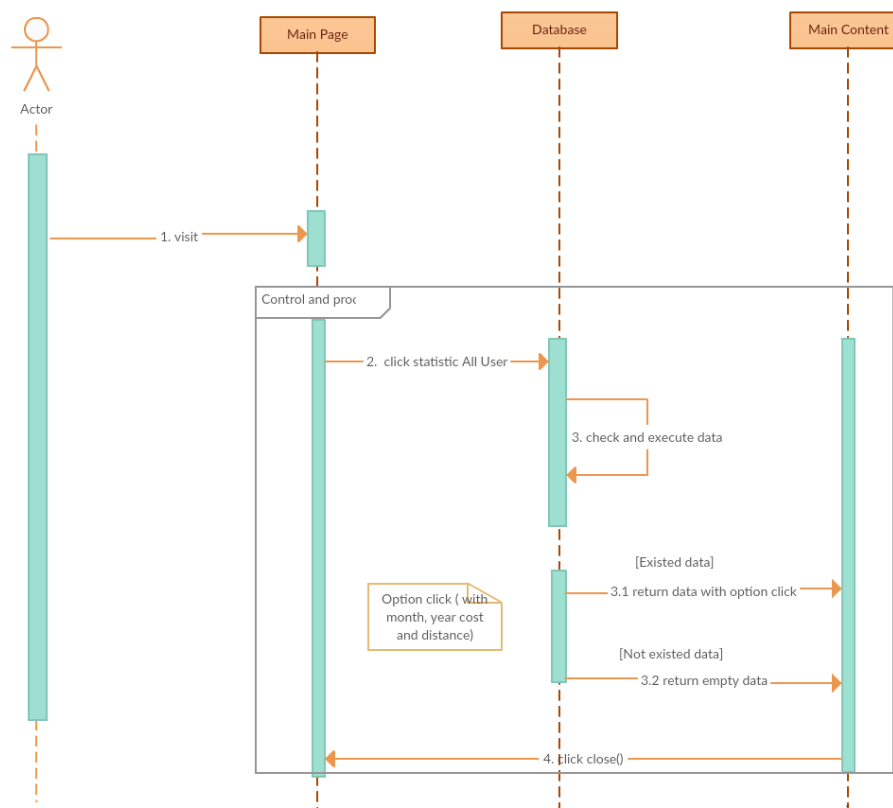 Main Page
Database
Main Content
Actor
1. visit
Control and proc
2. click statistic All User
3. check and execute data
[Existed data]
3.1 return data with option click
Option click ( with
month, year cost
and distance)
[Not existed data]
3.2 return empty data
4. click close()